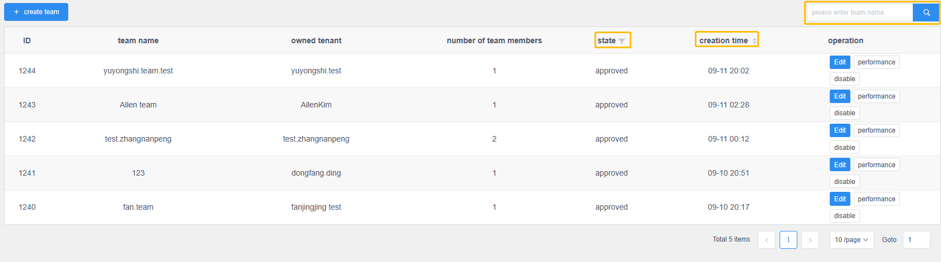 + create team
please enter team name.
ID team name owned tenant number of team members state creation time operation
1244 yuyongshi.team.test yuyongshi.test 1 approved 09-11 20:02 Edit performance
disable
1243 Allen team AllenKim 1 approved 09-11 02:28 Edit performance
disable
1242 test.zhangnanpeng test.zhangnanpeng 2 approved 09-11 00:12 Edit performance
disable
1241 123 dongfang.ding 1 approved 09-10 20:51 Edit performance
disable
1240 fan.team fanjingjing test 1 approved 09-10 20:17 Edit performance
disable
Total 5 items < 1 > 10 /page Goto 1